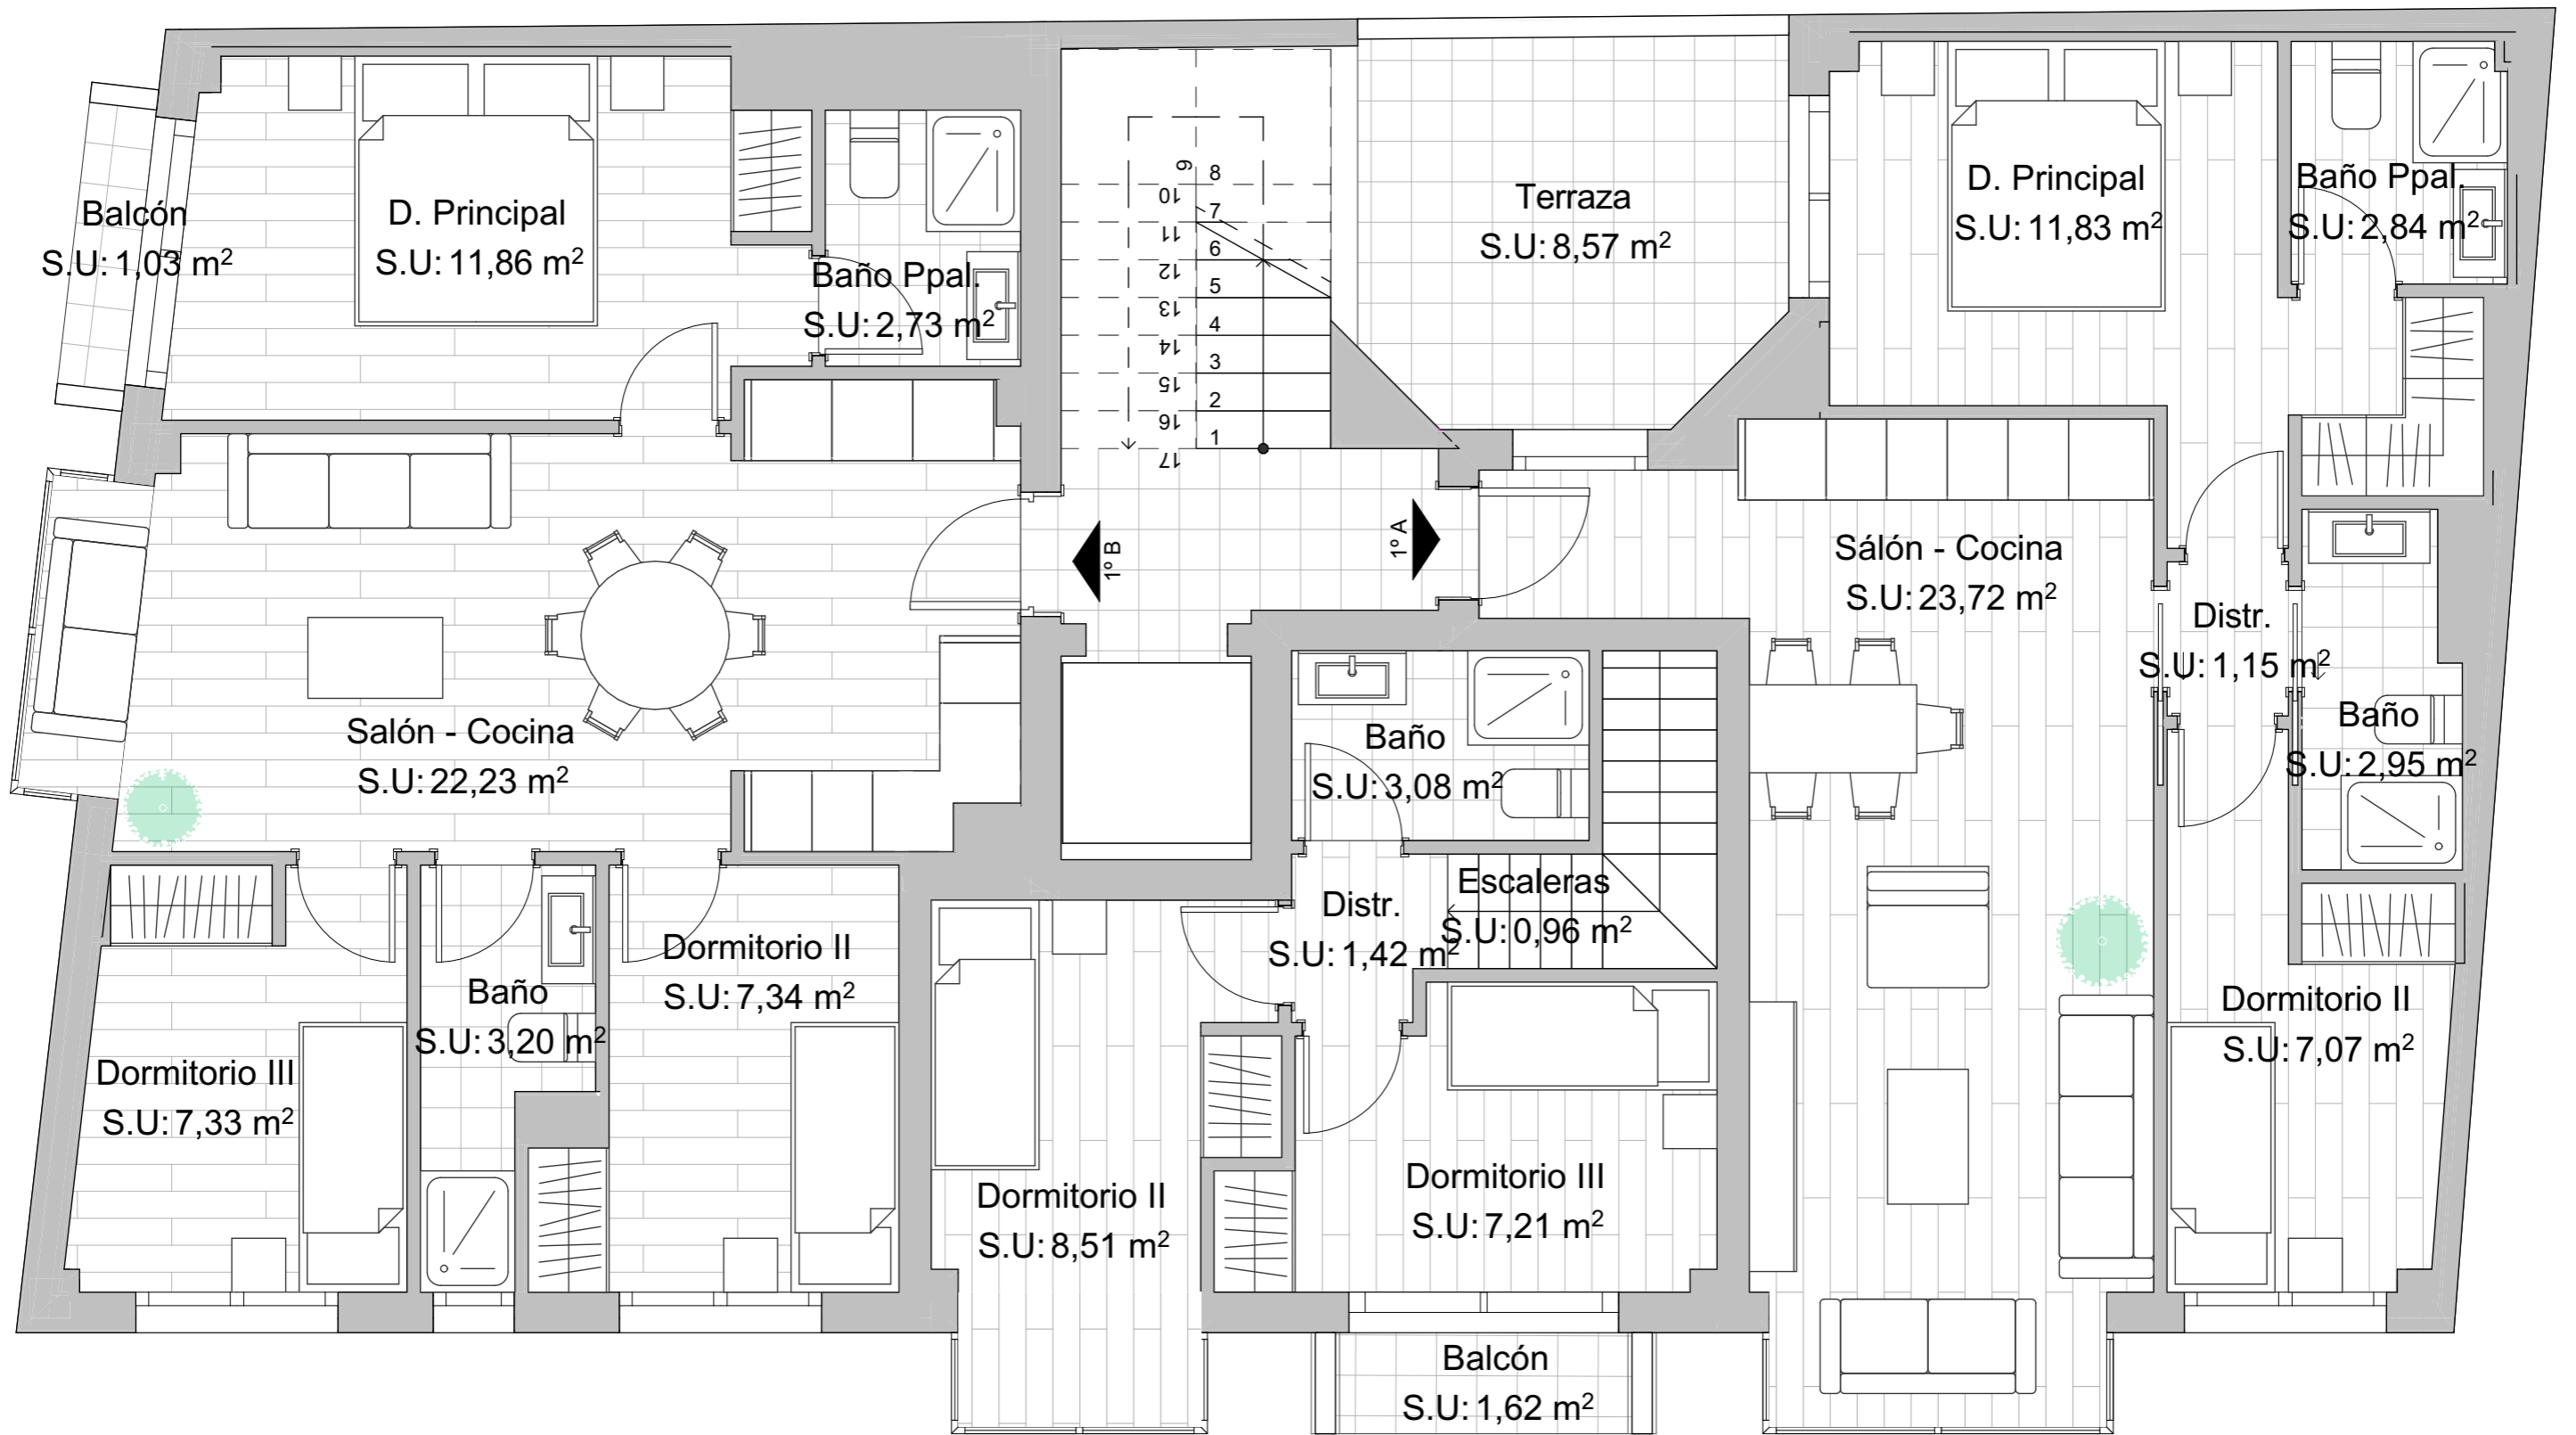 Balcón
S.U: 1,03 m²
D. Principal
S.U: 11,86 m²
Baño Ppal.
S.U: 2,73 m²
9
8
10
7
11
6
12
5
13
4
14
3
15
2
16
1
17
Terraza
S.U: 8,57 m²
D. Principal
S.U: 11,83 m²
Baño Ppal.
S.U: 2,84 m²
1º B
1º A
Sálón - Cocina
S.U: 23,72 m²
Distr.
S.U: 1,15 m²
Baño
S.U: 2,95 m²
Salón - Cocina
S.U: 22,23 m²
Baño
S.U: 3,08 m²
Escaleras
S.U: 0,96 m²
Distr.
S.U: 1,42 m²
Dormitorio II
S.U: 7,34 m²
Baño
S.U: 3,20 m²
Dormitorio III
S.U: 7,33 m²
Dormitorio II
S.U: 8,51 m²
Dormitorio III
S.U: 7,21 m²
Dormitorio II
S.U: 7,07 m²
Balcón
S.U: 1,62 m²